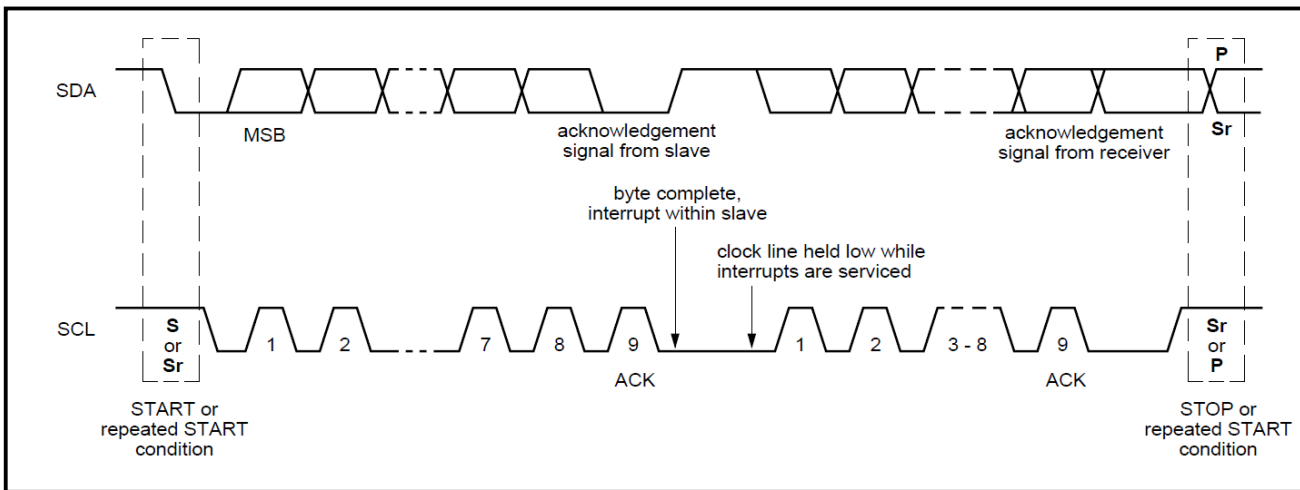 P
SDA
MSB
acknowledgement
signal from slave
acknowledgement
signal from receiver
Sr
byte complete,
interrupt within slave
clock line held low while
interrupts are serviced
SCL
S
or
Sr
1
2
7
8
9
1
2
3 - 8
9
Sr
or
P
ACK
ACK
START or
repeated START
condition
STOP or
repeated START
condition